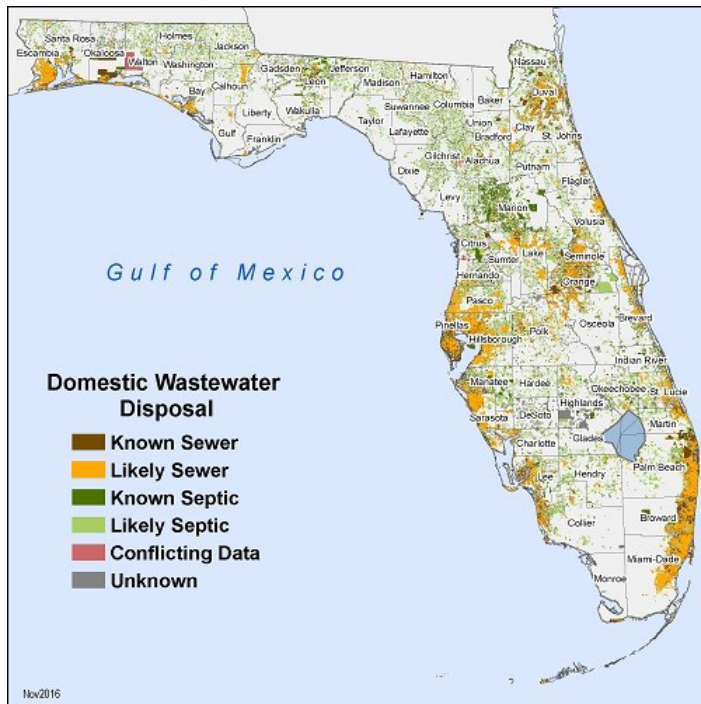 Santa Rosa
Holmes
Escambia
Okaloosa
Jackson
Walton
Washington
Gadsden
Jefferson
Nassau
Calhoun
Leon
Madison
Hamilton
Duval
Bay
Liberty
Wakulla
Suwannee
Columbia
Baker
Gulf
Franklin
Taylor
Lafayette
Union
Bradford
Clay
St. Johns
Gilchrist
Alachua
Putnam
Dixie
Flagler
Levy
Marion
Volusia
Citrus
Lake
Sumter
Seminole
Hernando
Orange
Gulf of Mexico
Pasco
Brevard
Pinellas
Polk
Osceola
Hillsborough
Indian River
Manatee
Hardee
Okeechobee
St. Lucie
Highlands
Sarasota
DeSoto
Martin
Charlotte
Glades
Palm Beach
Lee
Hendry
Broward
Collier
Miami-Dade
Monroe
Domestic Wastewater
Disposal
Known Sewer
Likely Sewer
Known Septic
Likely Septic
Conflicting Data
Unknown
Nov2016